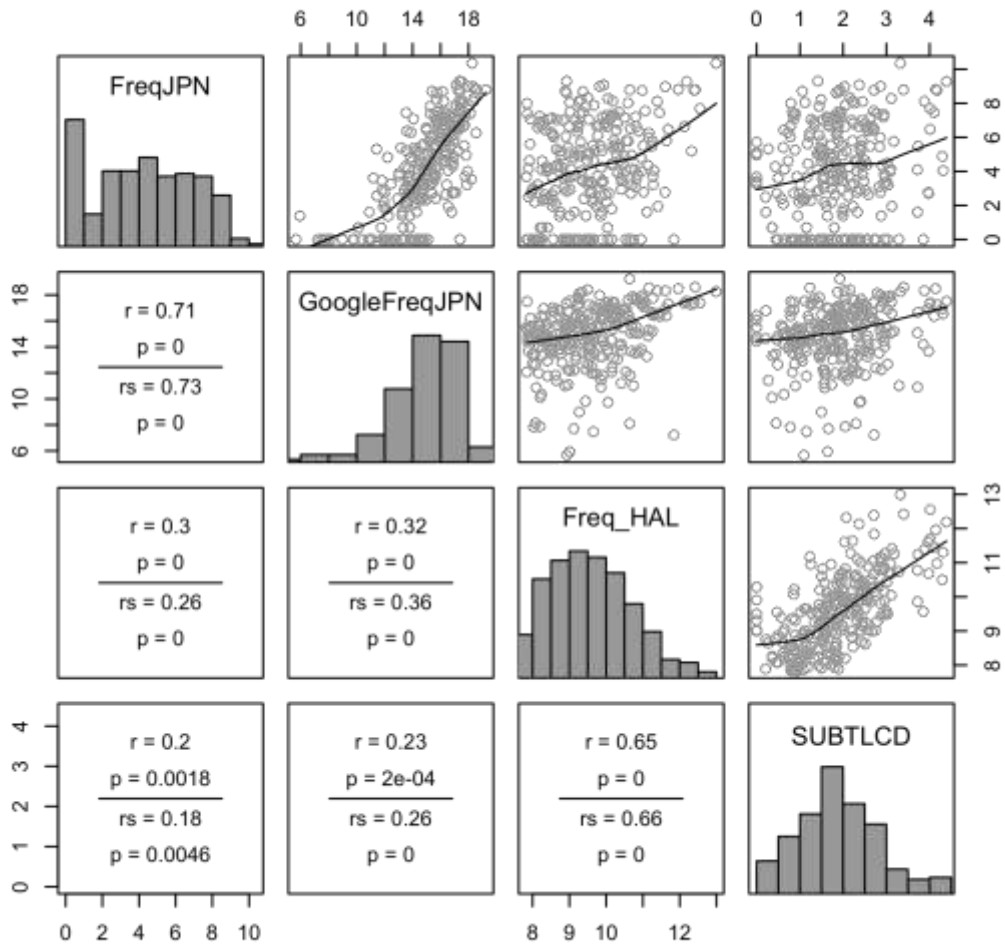 6 10 14 18
0 1 2 3 4
FreqJPN
0 2 4 6 8
6 10 14 18
r = 0.71
p = 0
rs = 0.73
p = 0
GoogleFreqJPN
r = 0.3
p = 0
rs = 0.26
p = 0
r = 0.32
p = 0
rs = 0.36
p = 0
Freq_HAL
8 9 11 13
0 1 2 3 4
r = 0.2
p = 0.0018
rs = 0.18
p = 0.0046
r = 0.23
p = 2e-04
rs = 0.26
p = 0
r = 0.65
p = 0
rs = 0.66
p = 0
SUBTLCD
0 2 4 6 8 10
8 10 12